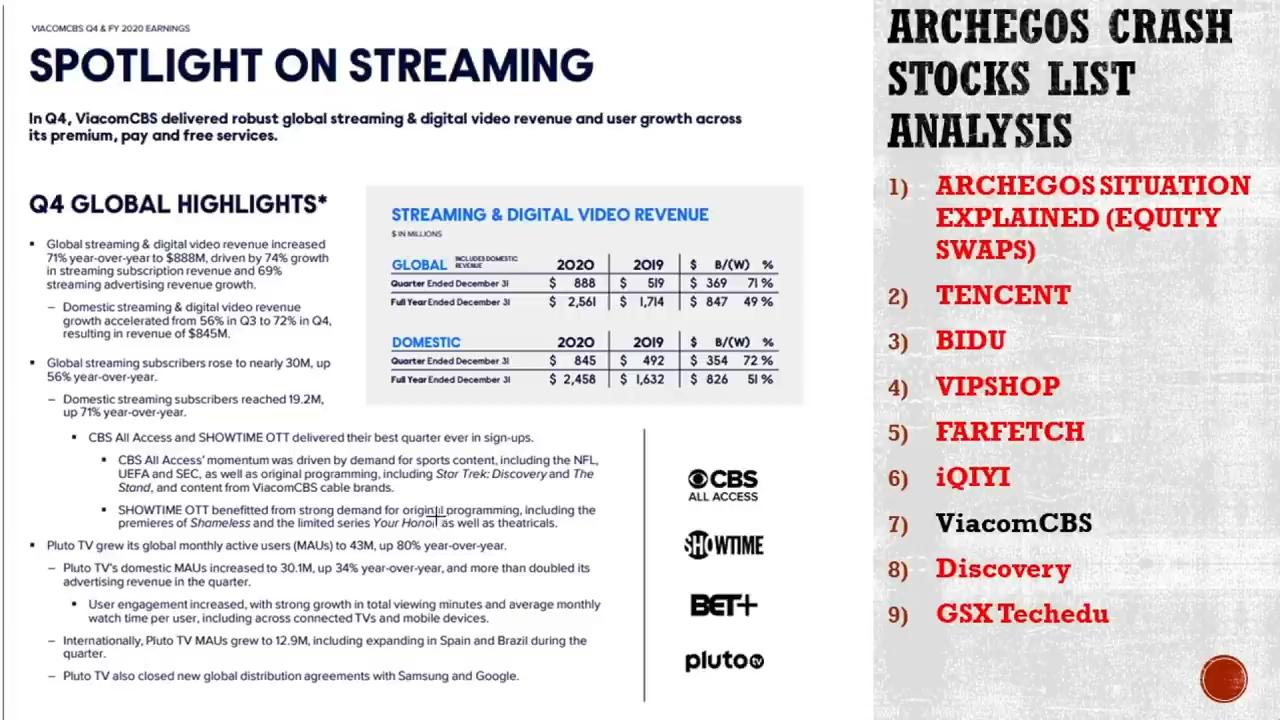 VIACOMCBS Q4 & FY 2020 EARNINGS
SPOTLIGHT ON STREAMING
In Q4, ViacomCBS delivered robust global streaming & digital video revenue and user growth across
its premium, pay and free services.
Q4 GLOBAL HIGHLIGHTS*
▪ Global streaming & digital video revenue increased
71% year-over-year to $888M, driven by 74% growth
in streaming subscription revenue and 69%
streaming advertising revenue growth.
– Domestic streaming & digital video revenue
growth accelerated from 56% in Q3 to 72% in Q4,
resulting in revenue of $845M.
▪ Global streaming subscribers rose to nearly 30M, up
56% year-over-year.
– Domestic streaming subscribers reached 19.2M,
up 71% year-over-year.
▪ CBS All Access and SHOWTIME OTT delivered their best quarter ever in sign-ups.
▪ CBS All Access' momentum was driven by demand for sports content, including the NFL,
UEFA and SEC, as well as original programming, including Star Trek: Discovery and The
Stand, and content from ViacomCBS cable brands.
▪ SHOWTIME OTT benefitted from strong demand for original programming, including the
premieres of Shameless and the limited series Your Honor as well as theatricals.
▪ Pluto TV grew its global monthly active users (MAUs) to 43M, up 80% year-over-year.
– Pluto TV's domestic MAUs increased to 30.1M, up 34% year-over-year, and more than doubled its
advertising revenue in the quarter.
▪ User engagement increased, with strong growth in total viewing minutes and average monthly
watch time per user, including across connected TVs and mobile devices.
– Internationally, Pluto TV MAUs grew to 12.9M, including expanding in Spain and Brazil during the
quarter.
– Pluto TV also closed new global distribution agreements with Samsung and Google.
STREAMING & DIGITAL VIDEO REVENUE
$ IN MILLIONS
GLOBAL INCLUDES DOMESTIC REVENUE 2020 2019 $ B/(W) %
Quarter Ended December 31 $ 888 $ 519 $ 369 71 %
Full Year Ended December 31 $ 2,561 $ 1,714 $ 847 49 %
DOMESTIC 2020 2019 $ B/(W) %
Quarter Ended December 31 $ 845 $ 492 $ 354 72 %
Full Year Ended December 31 $ 2,458 $ 1,632 $ 826 51 %
CBS
ALL ACCESS
SHOWTIME
BET+
pluto tv
ARCHEGOS CRASH
STOCKS LIST
ANALYSIS
1) ARCHEGOS SITUATION
EXPLAINED (EQUITY
SWAPS)
2) TENCENT
3) BIDU
4) VIPSHOP
5) FARFETCH
6) iQIYI
7) ViacomCBS
8) Discovery
9) GSX Techedu